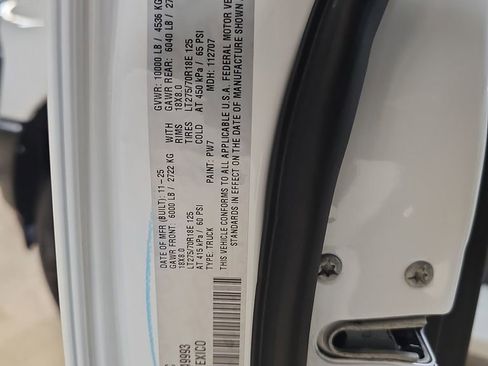 DATE OF MFR (BUILT): 11-25 GVWR: 10000 LB / 4536 KG
GAWR FRONT: 6000 LB / 2722 KG WITH GAWR REAR: 6040 LB / 27
18X8.0 RIMS 18X8.0
LT275/70R18E 125 TIRES LT275/70R18E 125
AT 415 kPa / 60 PSI COLD AT 450 kPa / 65 PSI
TYPE: TRUCK PAINT: PW7 MDH: 112707
THIS VEHICLE CONFORMS TO ALL APPLICABLE U.S.A. FEDERAL MOTOR VE
STANDARDS IN EFFECT ON THE DATE OF MANUFACTURE SHOWN
9993
EXICO